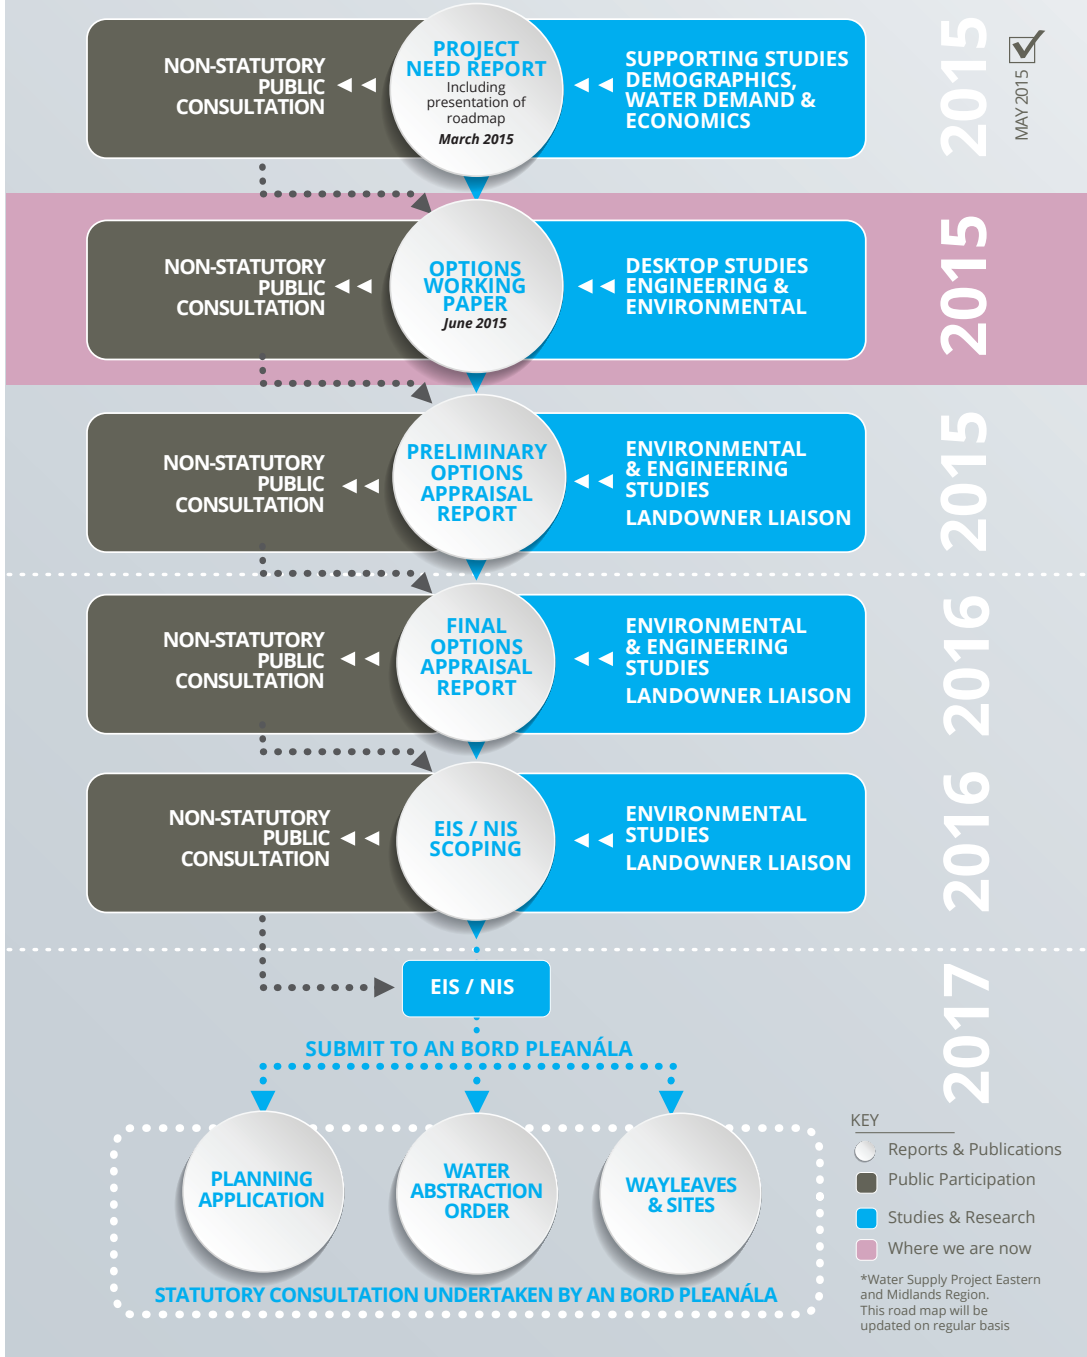 NON-STATUTORY
PUBLIC
CONSULTATION
PROJECT
NEED REPORT
Including
presentation of
roadmap
March 2015
SUPPORTING STUDIES
DEMOGRAPHICS,
WATER DEMAND &
ECONOMICS
2015
MAY 2015
NON-STATUTORY
PUBLIC
CONSULTATION
OPTIONS
WORKING
PAPER
June 2015
DESKTOP STUDIES
ENGINEERING &
ENVIRONMENTAL
2015
NON-STATUTORY
PUBLIC
CONSULTATION
PRELIMINARY
OPTIONS
APPRAISAL
REPORT
ENVIRONMENTAL
& ENGINEERING
STUDIES
LANDOWNER LIAISON
2015
NON-STATUTORY
PUBLIC
CONSULTATION
FINAL
OPTIONS
APPRAISAL
REPORT
ENVIRONMENTAL
& ENGINEERING
STUDIES
LANDOWNER LIAISON
2016
NON-STATUTORY
PUBLIC
CONSULTATION
EIS / NIS
SCOPING
ENVIRONMENTAL
STUDIES
LANDOWNER LIAISON
2016
EIS / NIS
2017
SUBMIT TO AN BORD PLEANÁLA
PLANNING
APPLICATION
WATER
ABSTRACTION
ORDER
WAYLEAVES
& SITES
STATUTORY CONSULTATION UNDERTAKEN BY AN BORD PLEANÁLA
KEY
Reports & Publications
Public Participation
Studies & Research
Where we are now
*Water Supply Project Eastern
and Midlands Region.
This road map will be
updated on regular basis